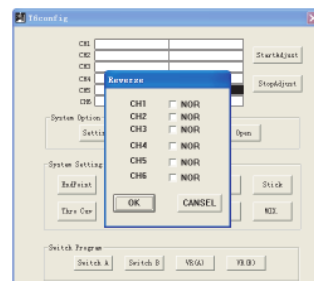 T6config
CH1
CH2
CH3
CH4
CH5
CH6
StartAdjust
StopAdjust
Reverse
CH1 NOR
CH2 NOR
CH3 NOR
CH4 NOR
CH5 NOR
CH6 NOR
OK CANSEL
System Option
Settin
Open
System Setting
EndPoint Stick
Thro Cuv MIX
Switch Program
Switch A Switch B VR(A) VR(B)